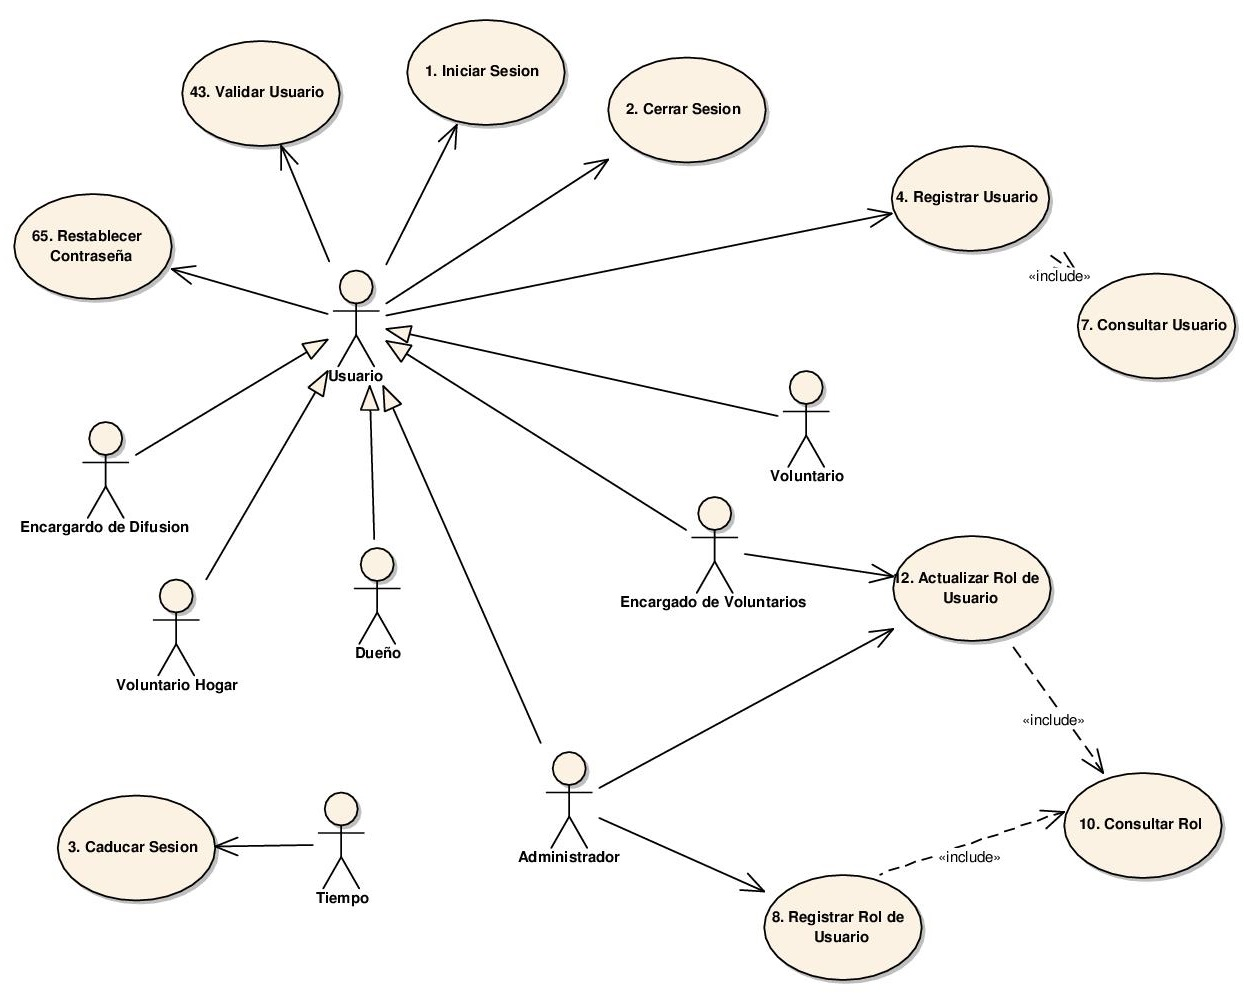 1. Iniciar Sesion
43. Validar Usuario
2. Cerrar Sesion
4. Registrar Usuario
65. Restablecer
Contraseña
«include»
7. Consultar Usuario
Usuario
Voluntario
Encargardo de Difusion
Encargado de Voluntarios
12. Actualizar Rol de
Usuario
Dueño
Voluntario Hogar
«include»
10. Consultar Rol
3. Caducar Sesion
Administrador
«include»
Tiempo
8. Registrar Rol de
Usuario